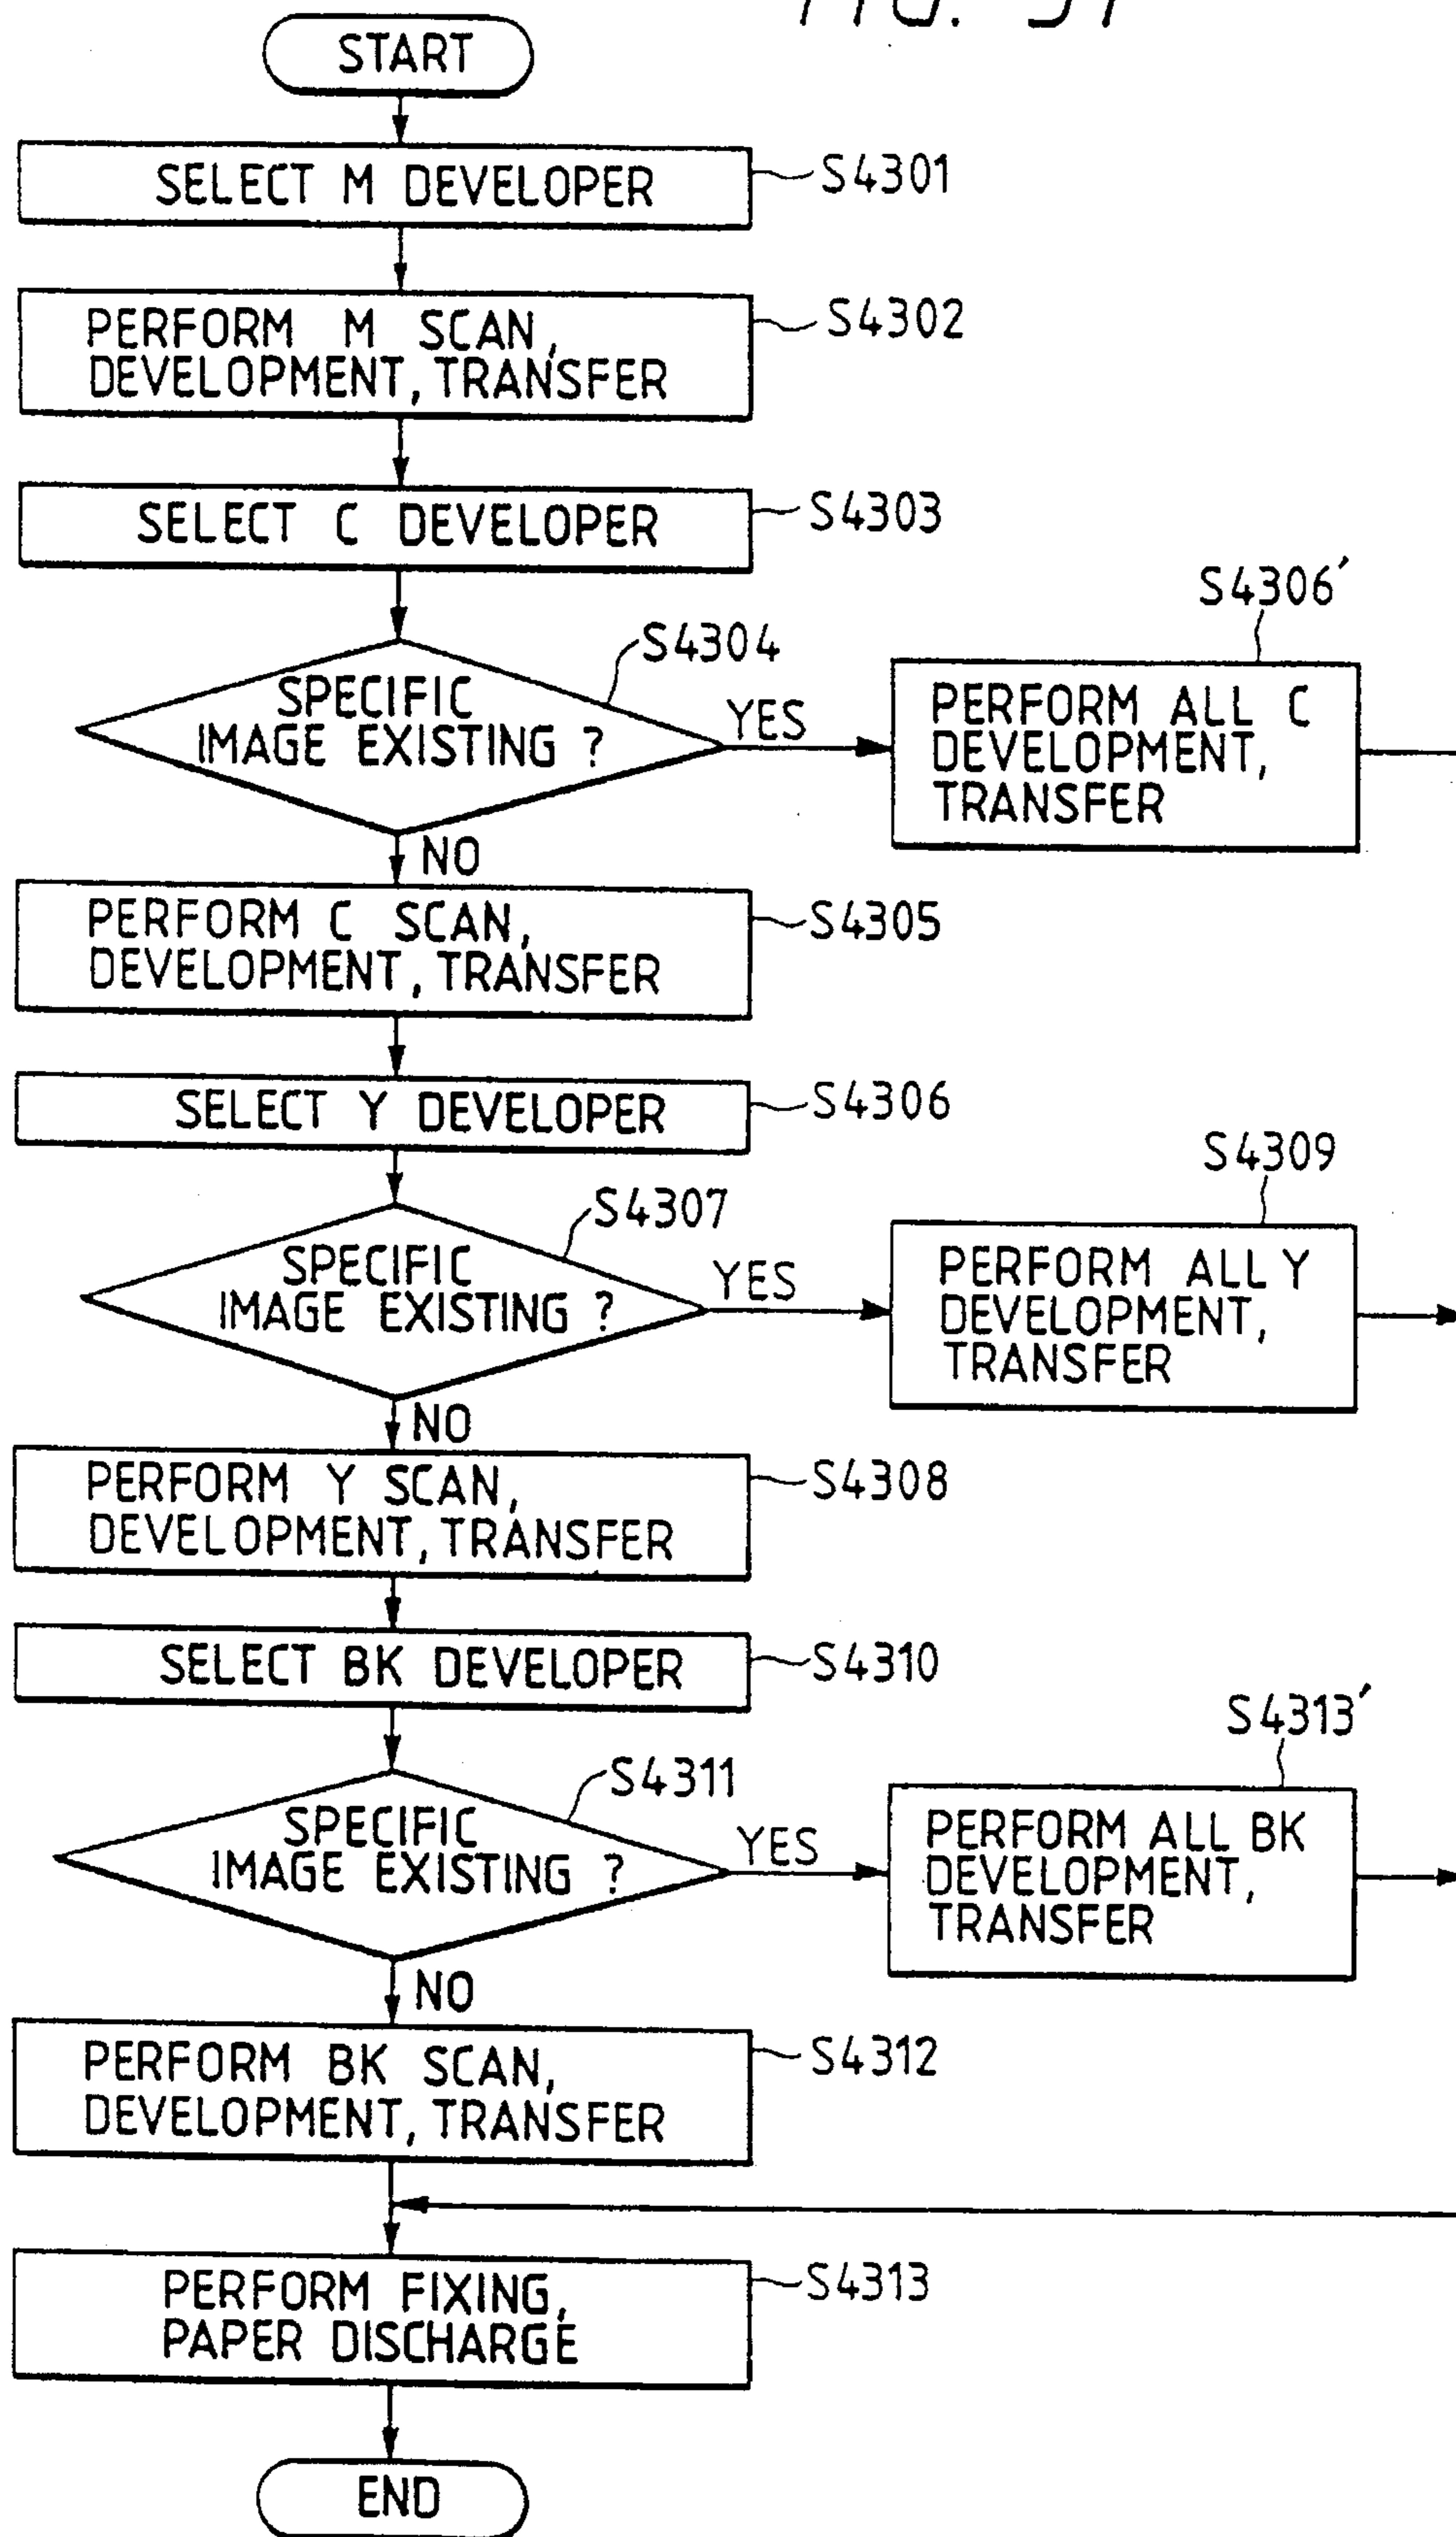 FIG. 37
START
SELECT M DEVELOPER
S4301
PERFORM M SCAN,
DEVELOPMENT, TRANSFER
S4302
SELECT C DEVELOPER
S4303
SPECIFIC
IMAGE EXISTING ?
S4304
YES
S4306'
PERFORM ALL C
DEVELOPMENT,
TRANSFER
NO
PERFORM C SCAN,
DEVELOPMENT, TRANSFER
S4305
SELECT Y DEVELOPER
S4306
SPECIFIC
IMAGE EXISTING ?
S4307
YES
S4309
PERFORM ALL Y
DEVELOPMENT,
TRANSFER
NO
PERFORM Y SCAN,
DEVELOPMENT, TRANSFER
S4308
SELECT BK DEVELOPER
S4310
SPECIFIC
IMAGE EXISTING ?
S4311
YES
S4313'
PERFORM ALL BK
DEVELOPMENT,
TRANSFER
NO
PERFORM BK SCAN,
DEVELOPMENT, TRANSFER
S4312
PERFORM FIXING,
PAPER DISCHARGE
S4313
END